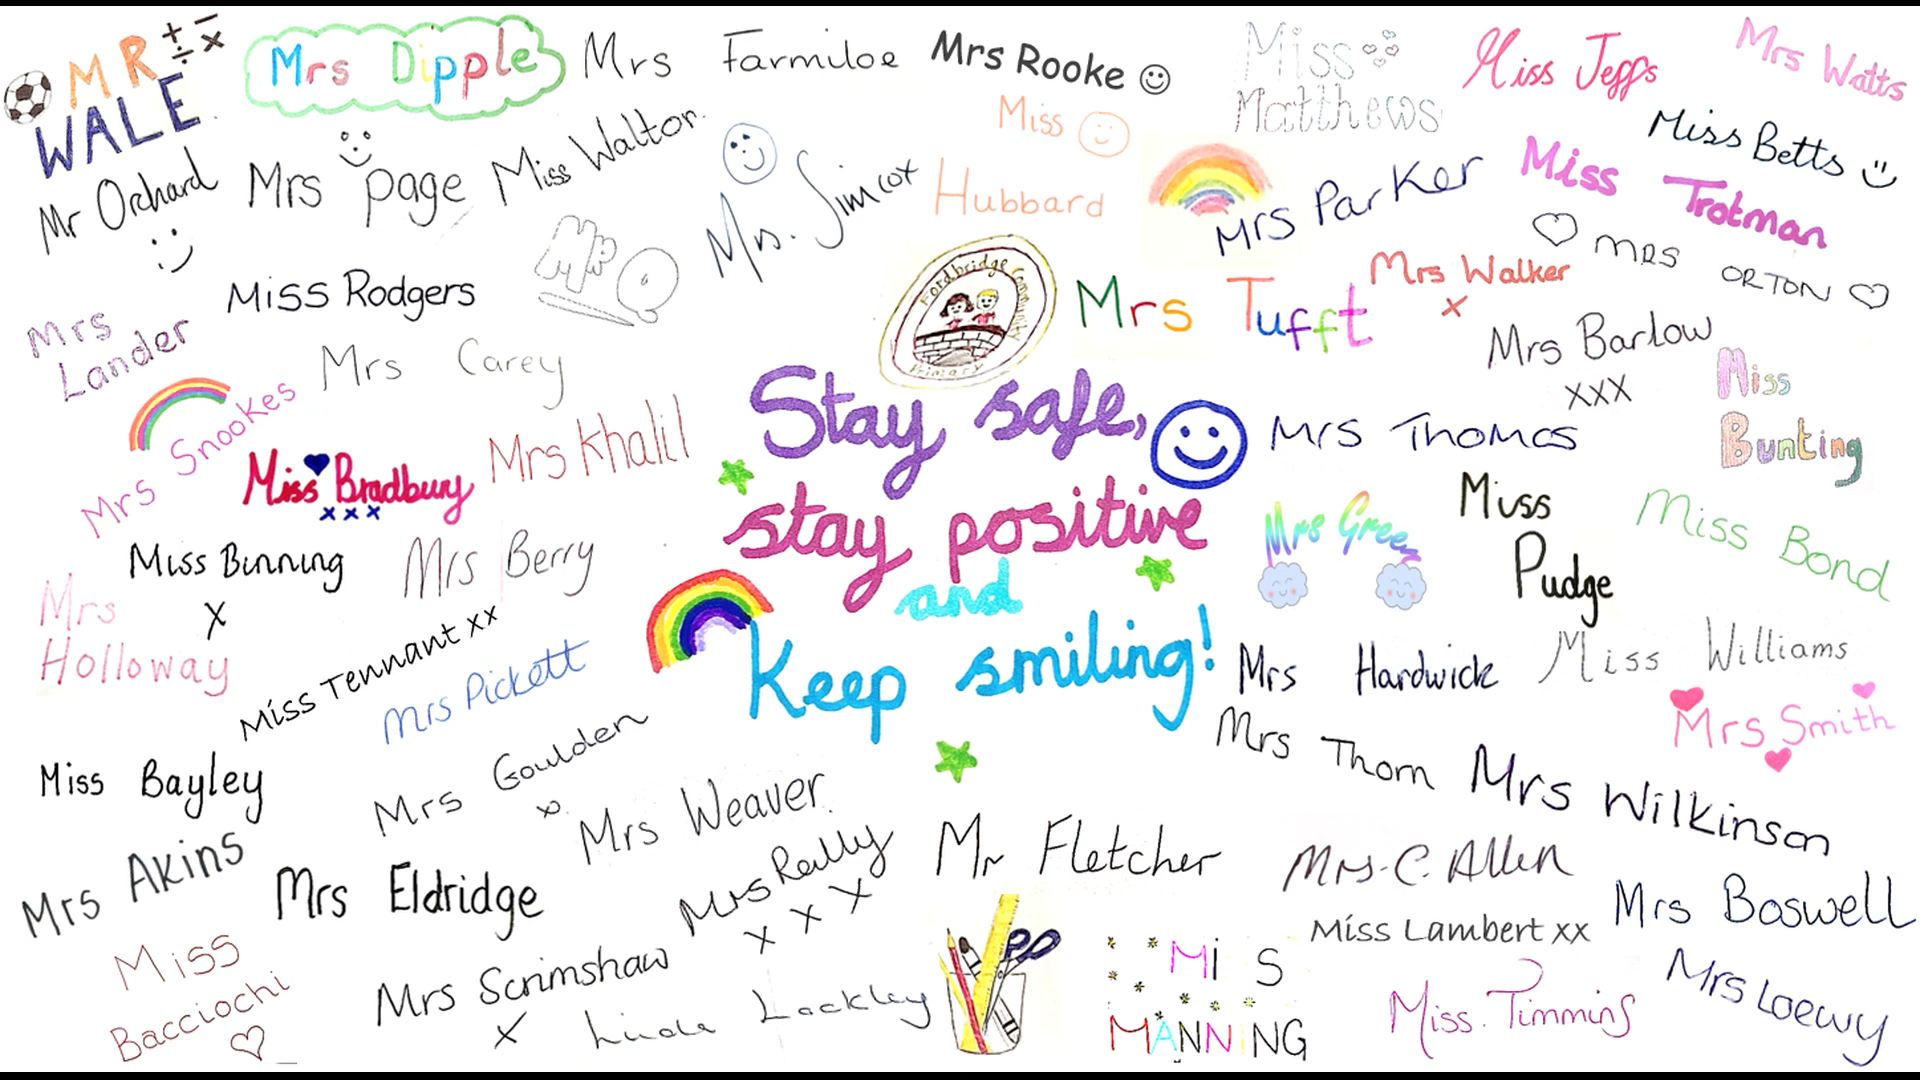 MR WALE
Mrs Dipple
Mrs Farmiloe
Mrs Rooke
Miss Matthews
Miss Jeffs
Mrs Watts
Mr Orchard
Mrs Page
Miss Walton
Mrs. Simcox
Miss Hubbard
Mrs Parker
Miss Betts
Miss Trotman
Mrs ORTON
Mrs Lander
Miss Rodgers
Mr Q
Fordbridge Community
Primary
Mrs Tufft
Mrs Walker
x
Mrs Barlow
xxx
Miss Bunting
Mrs Snookes
Mrs Carey
Miss Bradbury
xxx
Mrs Khalil
Stay safe,
stay positive
and
Keep smiling!
Mrs Thomas
Mrs Green
Miss Pudge
Miss Bond
Mrs Holloway
Miss Binning
x
Mrs Berry
Miss Tennant xx
Mrs Pickett
Mrs Hardwick
Miss Williams
Mrs Smith
Miss Bayley
Mrs Goulden
x
Mrs Weaver
Mrs Thorn
Mrs Wilkinson
Mrs Akins
Mrs Eldridge
Mrs Reilly
x x x
Mr Fletcher
Mrs. C. Allen
Miss Lambert xx
Mrs Boswell
Miss Bacciochi
Mrs Scrimshaw
x
Linda Lockley
MiSS MANNiNG
Miss. Timmins
Mrs Loewy